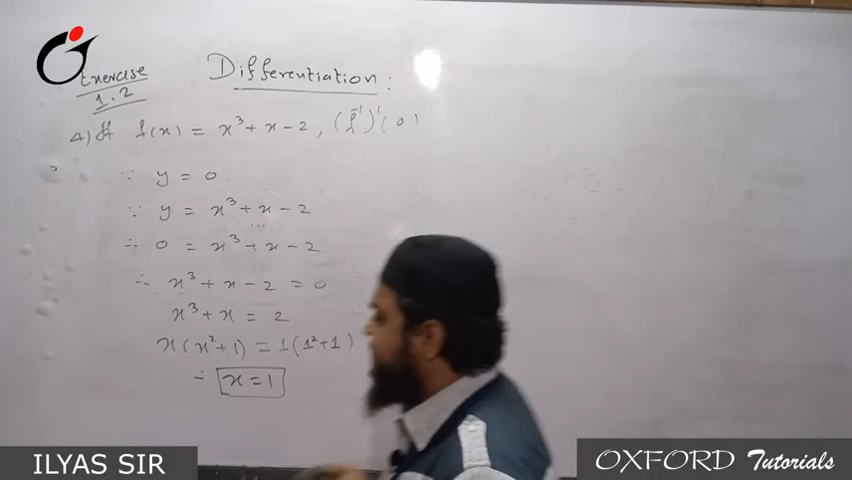 Exercise
1.2
Differentiation:
4) If f(x) = x³ + x - 2, (f⁻¹)'(0)
∵ y = 0
∵ y = x³ + x - 2
∴ 0 = x³ + x - 2
∴ x³ + x - 2 = 0
x³ + x = 2
x(x² + 1) = 1(1² + 1)
∴ x = 1
ILYAS SIR
OXFORD Tutorials